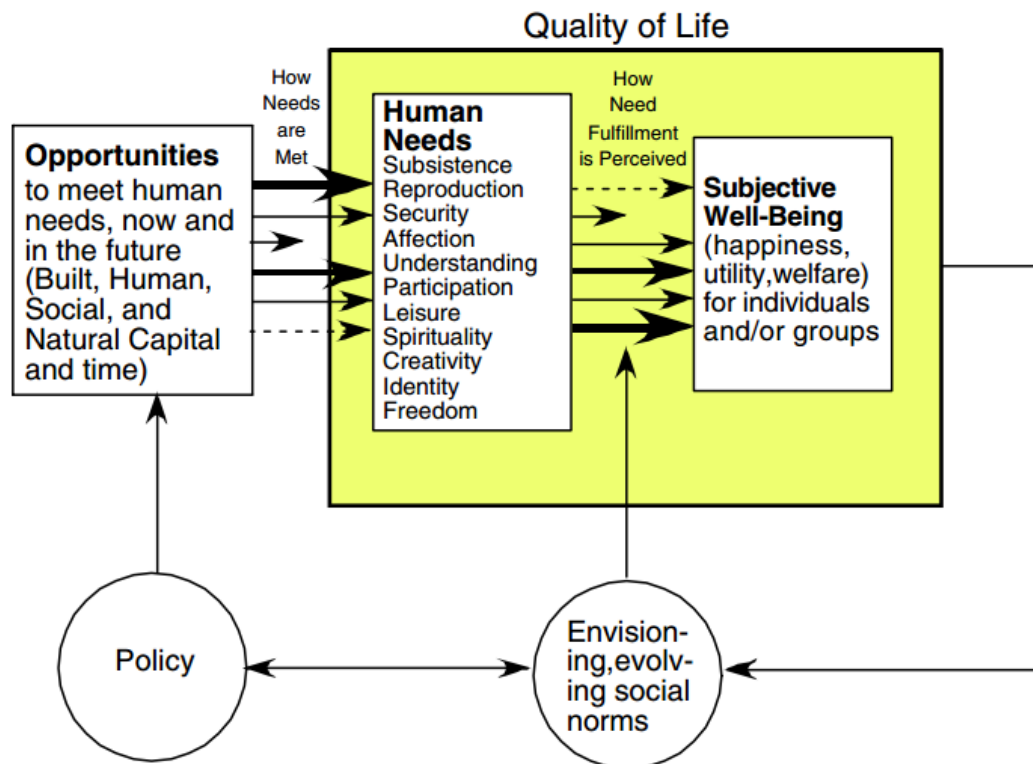 Quality of Life
How
Needs
are
Met
Opportunities
to meet human
needs, now and
in the future
(Built, Human,
Social, and
Natural Capital
and time)
Human
Needs
Subsistence
Reproduction
Security
Affection
Understanding
Participation
Leisure
Spirituality
Creativity
Identity
Freedom
How
Need
Fulfillment
is Perceived
Subjective
Well-Being
(happiness,
utility,welfare)
for individuals
and/or groups
Policy
Envision-
ing,evolv-
ing social
norms